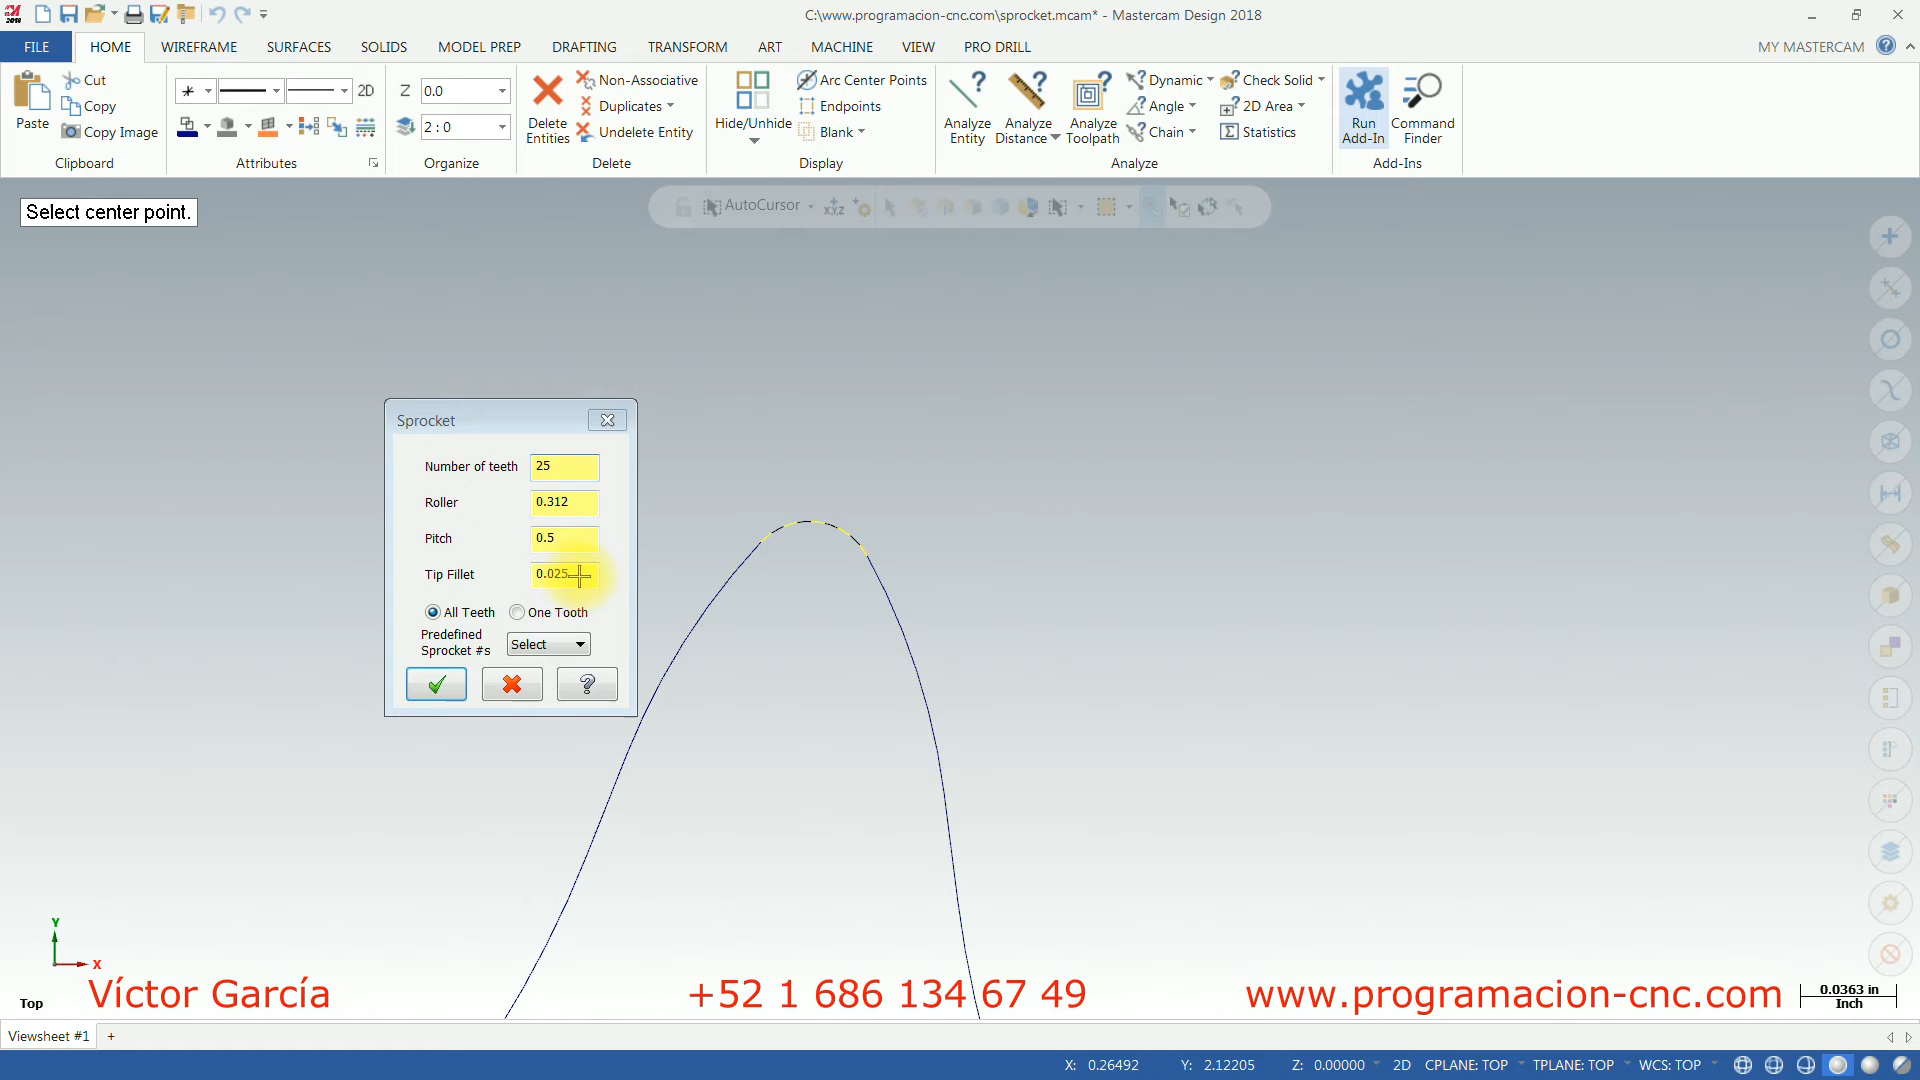 2018
C:\www.programacion-cnc.com\sprocket.mcam* - Mastercam Design 2018
FILE HOME WIREFRAME SURFACES SOLIDS MODEL PREP DRAFTING TRANSFORM ART MACHINE VIEW PRO DRILL MY MASTERCAM
Paste
Cut
Copy
Copy Image
Clipboard
2D
Attributes
Z 0.0
2 : 0
Organize
Delete
Entities
Non-Associative
Duplicates
Undelete Entity
Delete
Hide/Unhide
Arc Center Points
Endpoints
Blank
Display
Analyze
Entity
Analyze
Distance
Analyze
Toolpath
Dynamic
Angle
Chain
Check Solid
2D Area
Statistics
Analyze
Run
Add-In
Command
Finder
Add-Ins
Select center point.
AutoCursor
Sprocket
Number of teeth 25
Roller 0.312
Pitch 0.5
Tip Fillet 0.025
All Teeth One Tooth
Predefined
Sprocket #s
Select
Y
X
Top
Víctor García +52 1 686 134 67 49 www.programacion-cnc.com
0.0363 in
Inch
Viewsheet #1 +
X: 0.26492 Y: 2.12205 Z: 0.00000 2D CPLANE: TOP TPLANE: TOP WCS: TOP